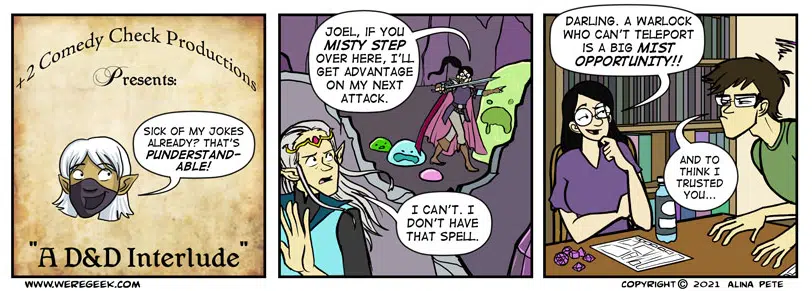 +2 Comedy Check Productions
Presents:
SICK OF MY JOKES
ALREADY? THAT'S
PUNDERSTAND-
ABLE!
"A D&D Interlude"
JOEL, IF YOU
MISTY STEP
OVER HERE, I'LL
GET ADVANTAGE
ON MY NEXT
ATTACK.
I CAN'T. I
DON'T HAVE
THAT SPELL.
DARLING. A WARLOCK
WHO CAN'T TELEPORT
IS A BIG MIST
OPPORTUNITY!!
AND TO
THINK I
TRUSTED
YOU...
WWW.WEREGEEK.COM
COPYRIGHT © 2021 ALINA PETE